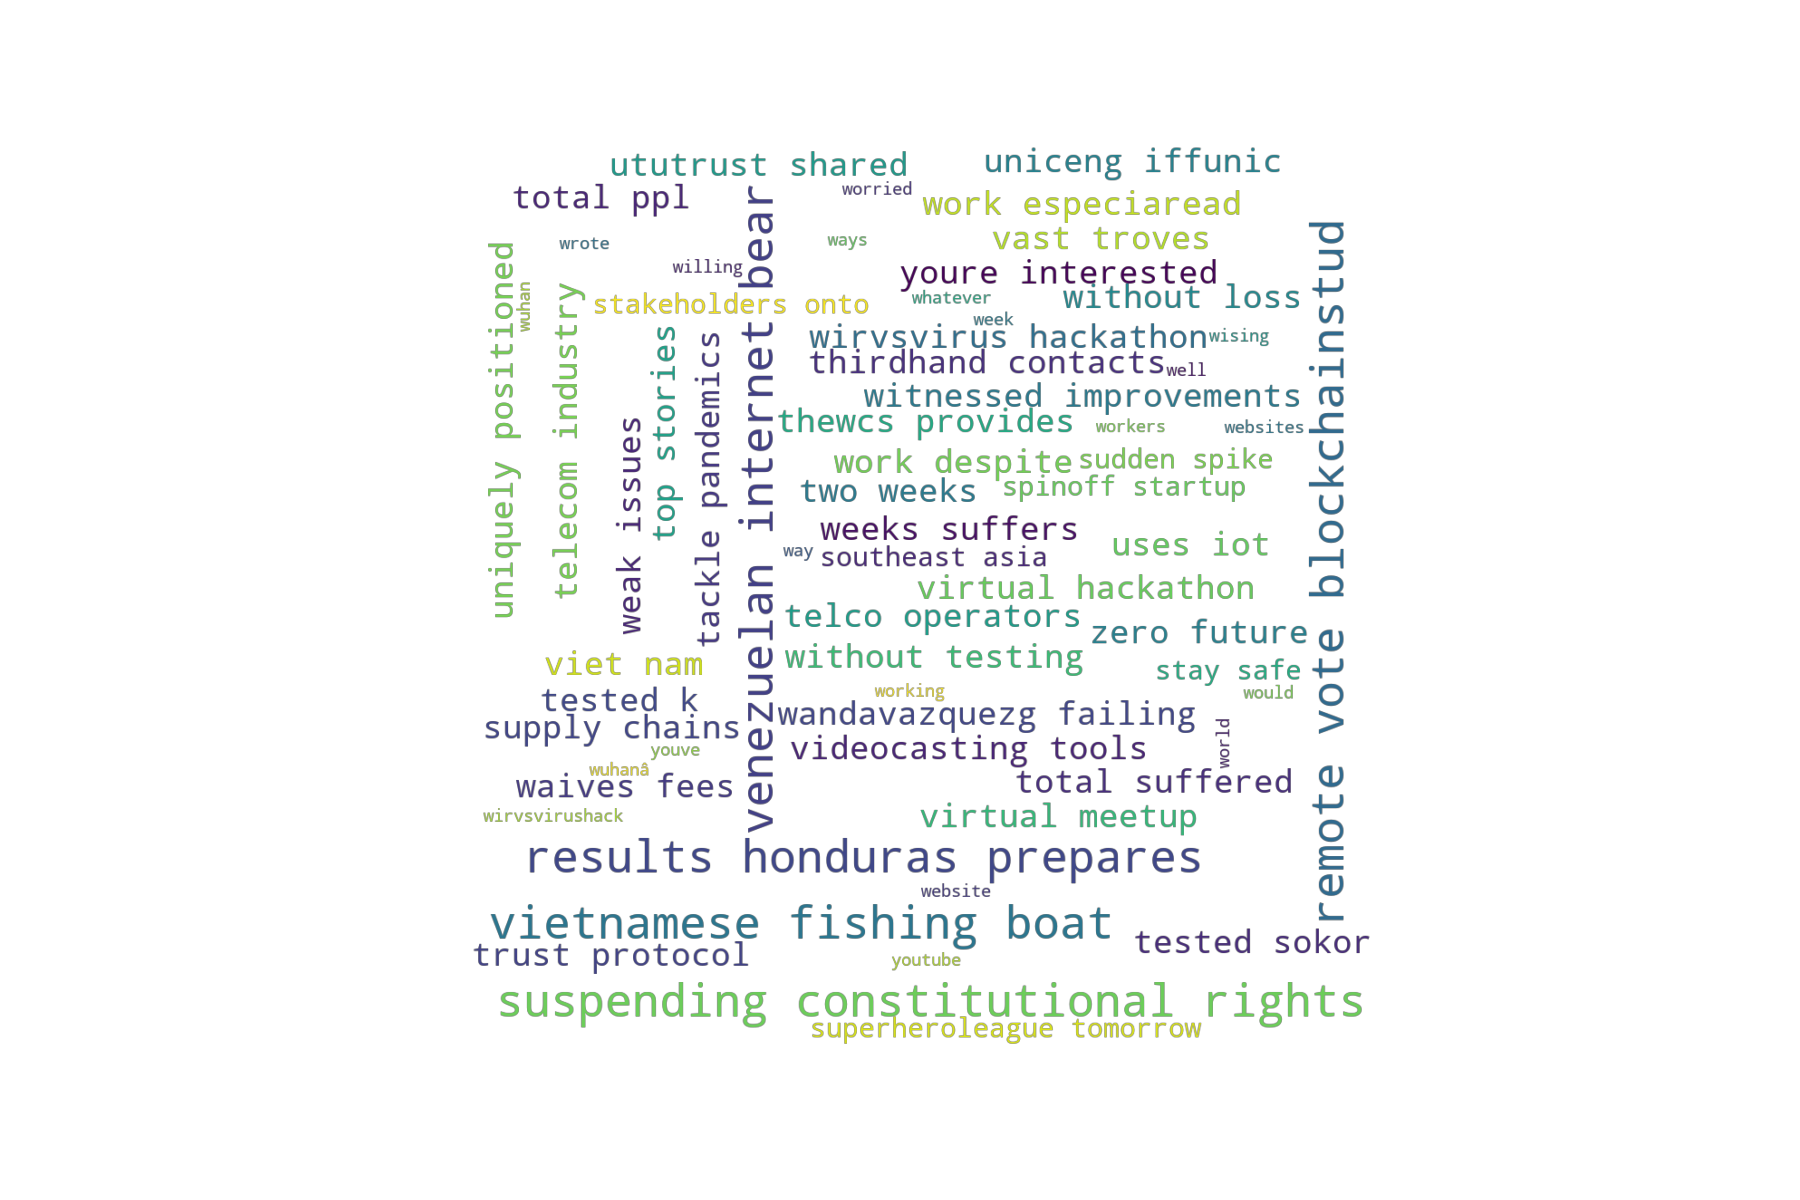 ututrust shared
uniceng iffunic
total ppl
worried
work especiaread
wrote
ways
vast troves
willing
youre interested
uniquely positioned
wuhan
telecom industry
stakeholders onto
whatever
without loss
week
top stories
tackle pandemics
venezuelan internet bear
wirvsvirus hackathon
wising
remote vote blockchainstud
thirdhand contacts
well
witnessed improvements
weak issues
thewcs provides
workers
websites
work despite
sudden spike
two weeks
spinoff startup
weeks suffers
way
southeast asia
uses iot
virtual hackathon
telco operators
zero future
viet nam
without testing
stay safe
tested k
working
would
supply chains
wandavazquezg failing
youve
videocasting tools
world
wuhanâ
waives fees
total suffered
wirvsvirushack
virtual meetup
results honduras prepares
website
vietnamese fishing boat
trust protocol
tested sokor
youtube
suspending constitutional rights
superheroleague tomorrow